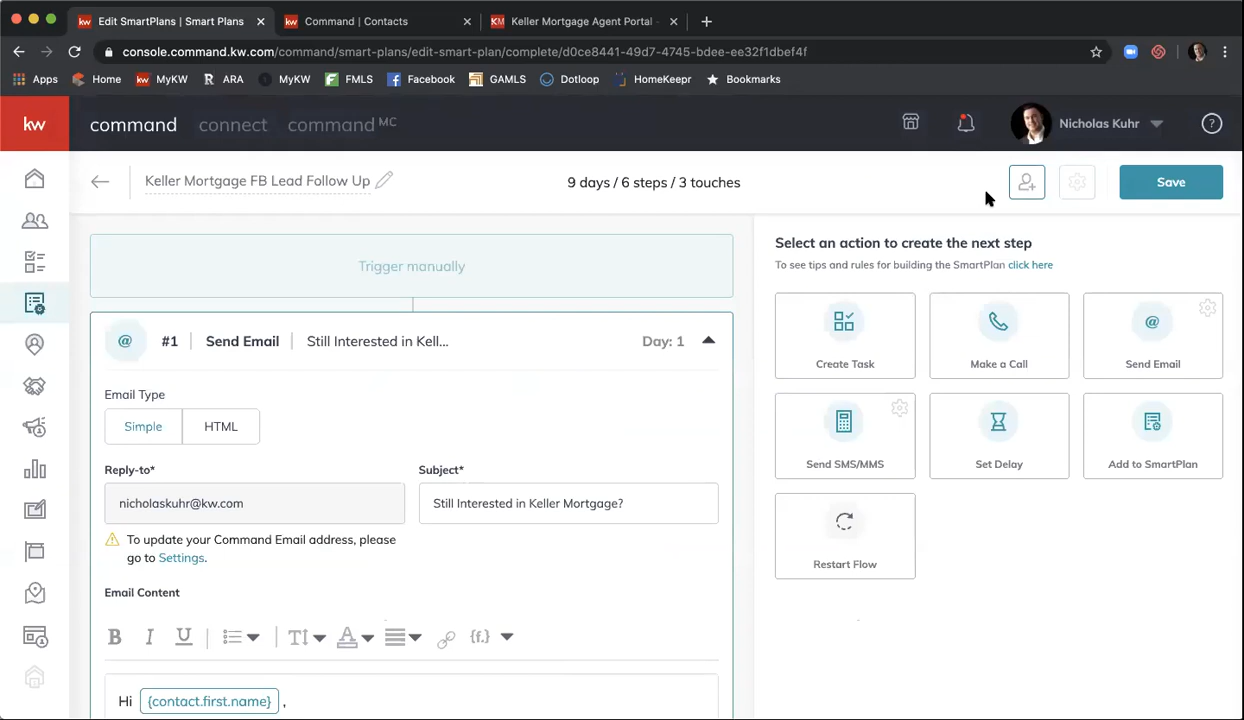 Edit SmartPlans | Smart Plans
Command | Contacts
Keller Mortgage Agent Portal -
console.command.kw.com/command/smart-plans/edit-smart-plan/complete/d0ce8441-49d7-4745-bdee-ee32f1dbef4f
Apps Home MyKW ARA MyKW FMLS Facebook GAMLS Dotloop HomeKeepr Bookmarks
kw command connect command MC Nicholas Kuhr
Keller Mortgage FB Lead Follow Up 9 days / 6 steps / 3 touches Save
Trigger manually
Select an action to create the next step
To see tips and rules for building the SmartPlan click here
@ #1 Send Email Still Interested in Kell... Day: 1
Create Task Make a Call Send Email
Email Type
Simple HTML
Send SMS/MMS Set Delay Add to SmartPlan
Reply-to* Subject*
nicholaskuhr@kw.com Still Interested in Keller Mortgage?
To update your Command Email address, please
go to Settings.
Restart Flow
Email Content
B I U T A {f.}
Hi {contact.first.name} ,